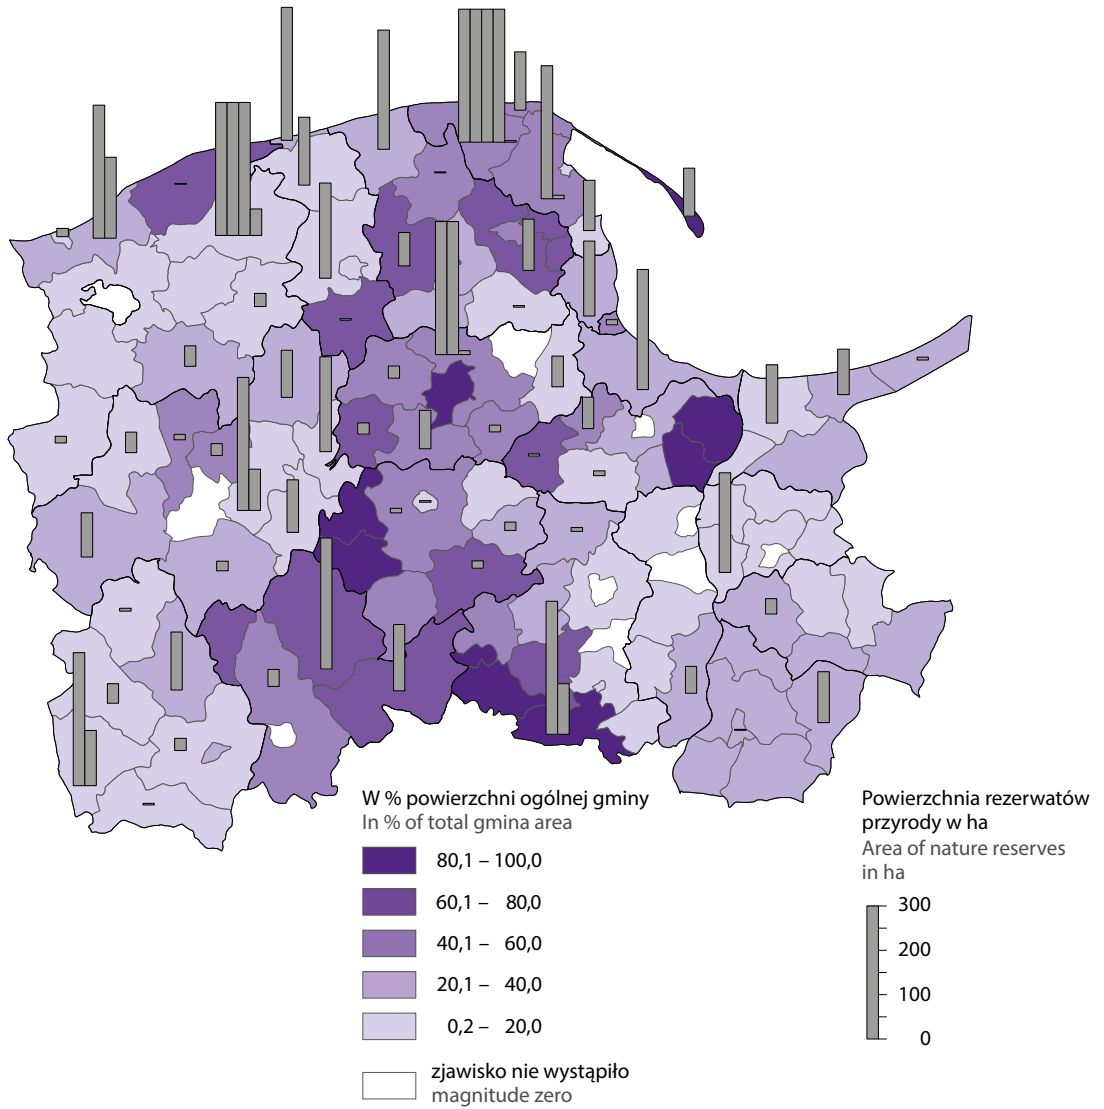 W % powierzchni ogólnej gminy
In % of total gmina area
80,1 – 100,0
60,1 – 80,0
40,1 – 60,0
20,1 – 40,0
0,2 – 20,0
zjawisko nie wystąpiło
magnitude zero
Powierzchnia rezerwatów
przyrody w ha
Area of nature reserves
in ha
300
200
100
0